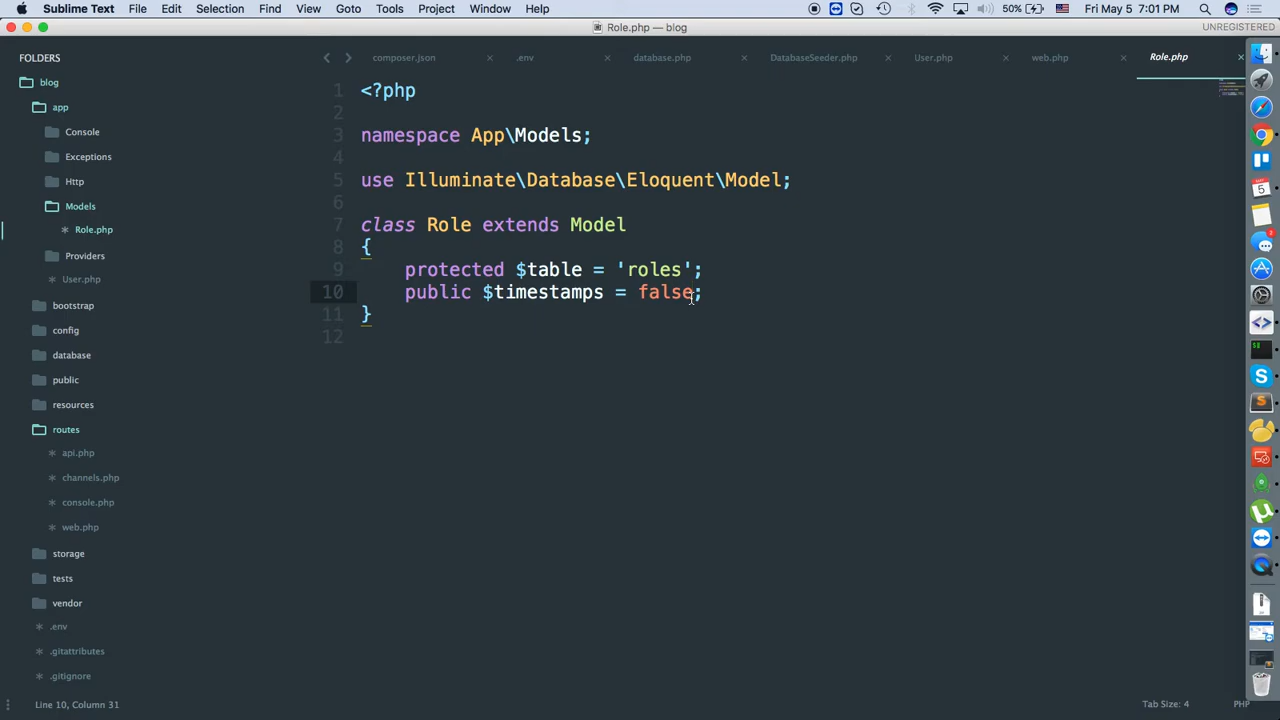 Sublime Text File Edit Selection Find View Goto Tools Project Window Help 50% Fri May 5 7:01 PM
Role.php — blog UNREGISTERED
FOLDERS
blog
app
Console
Exceptions
Http
Models
Role.php
Providers
User.php
bootstrap
config
database
public
resources
routes
api.php
channels.php
console.php
web.php
storage
tests
vendor
.env
.gitattributes
.gitignore
composer.json .env database.php DatabaseSeeder.php User.php web.php Role.php
1 <?php
2
3 namespace App\Models;
4
5 use Illuminate\Database\Eloquent\Model;
6
7 class Role extends Model
8 {
9 protected $table = 'roles';
10 public $timestamps = false;
11 }
12
Line 10, Column 31 Tab Size: 4 PHP